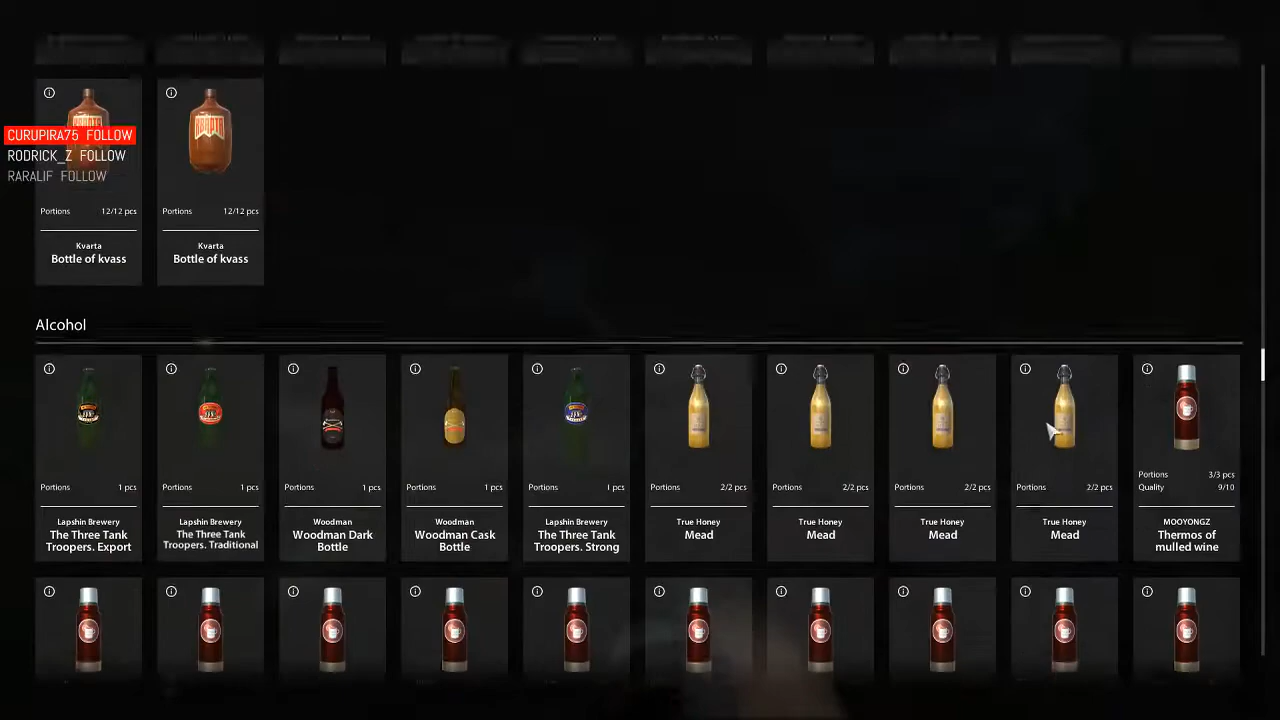 CURUPIRA75 FOLLOW
RODRICK_Z FOLLOW
RARALIF FOLLOW
Portions 12/12 pcs
Kvarta
Bottle of kvass
Portions 12/12 pcs
Kvarta
Bottle of kvass
Alcohol
Portions 1 pcs
Lapshin Brewery
The Three Tank
Troopers. Export
Portions 1 pcs
Lapshin Brewery
The Three Tank
Troopers. Traditional
Portions 1 pcs
Woodman
Woodman Dark
Bottle
Portions 1 pcs
Woodman
Woodman Cask
Bottle
Portions 1 pcs
Lapshin Brewery
The Three Tank
Troopers. Strong
Portions 2/2 pcs
True Honey
Mead
Portions 2/2 pcs
True Honey
Mead
Portions 2/2 pcs
True Honey
Mead
Portions 2/2 pcs
True Honey
Mead
Portions 3/3 pcs
Quality 9/10
MOOYONGZ
Thermos of
mulled wine